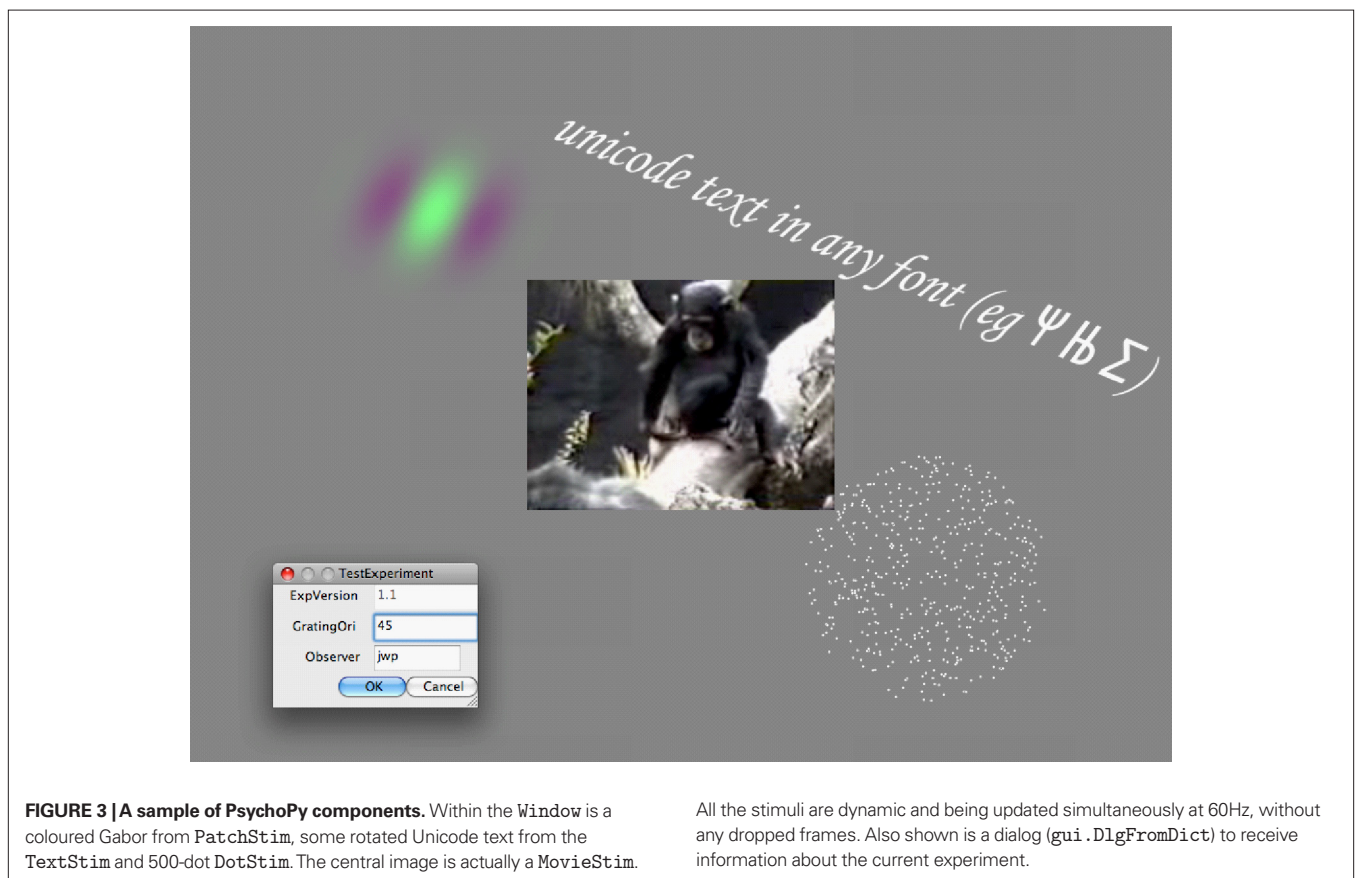 unicode text in any font (eg Ψ Њ Σ)
TestExperiment
ExpVersion 1.1
GratingOri 45
Observer jwp
OK Cancel
FIGURE 3 | A sample of PsychoPy components. Within the Window is a
coloured Gabor from PatchStim, some rotated Unicode text from the
TextStim and 500-dot DotStim. The central image is actually a MovieStim.
All the stimuli are dynamic and being updated simultaneously at 60Hz, without
any dropped frames. Also shown is a dialog (gui.DlgFromDict) to receive
information about the current experiment.